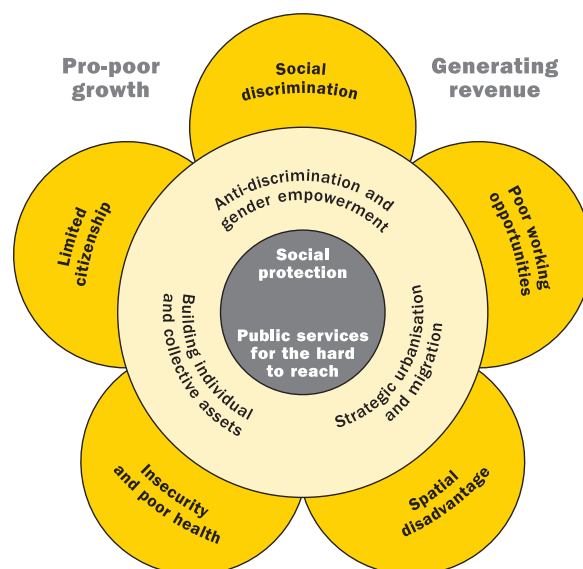 Pro-poor
growth
Social
discrimination
Generating
revenue
Limited
citizenship
Anti-discrimination and
gender empowerment
Poor working
opportunities
Social
protection
Public services
for the hard
to reach
Building individual
and collective assets
Strategic urbanisation
and migration
Insecurity
and poor health
Spatial
disadvantage